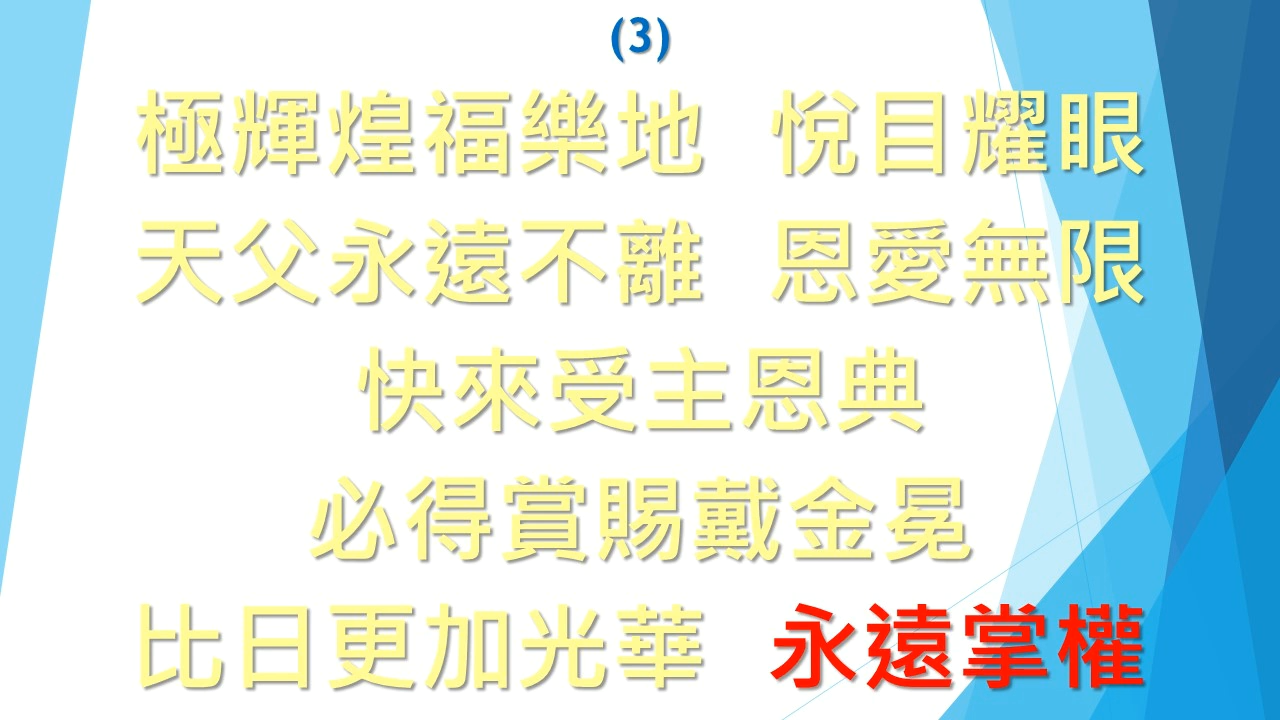 (3)
極輝煌福樂地 悅目耀眼
天父永遠不離 恩愛無限
快來受主恩典
必得賞賜戴金冕
比日更加光華 永遠掌權